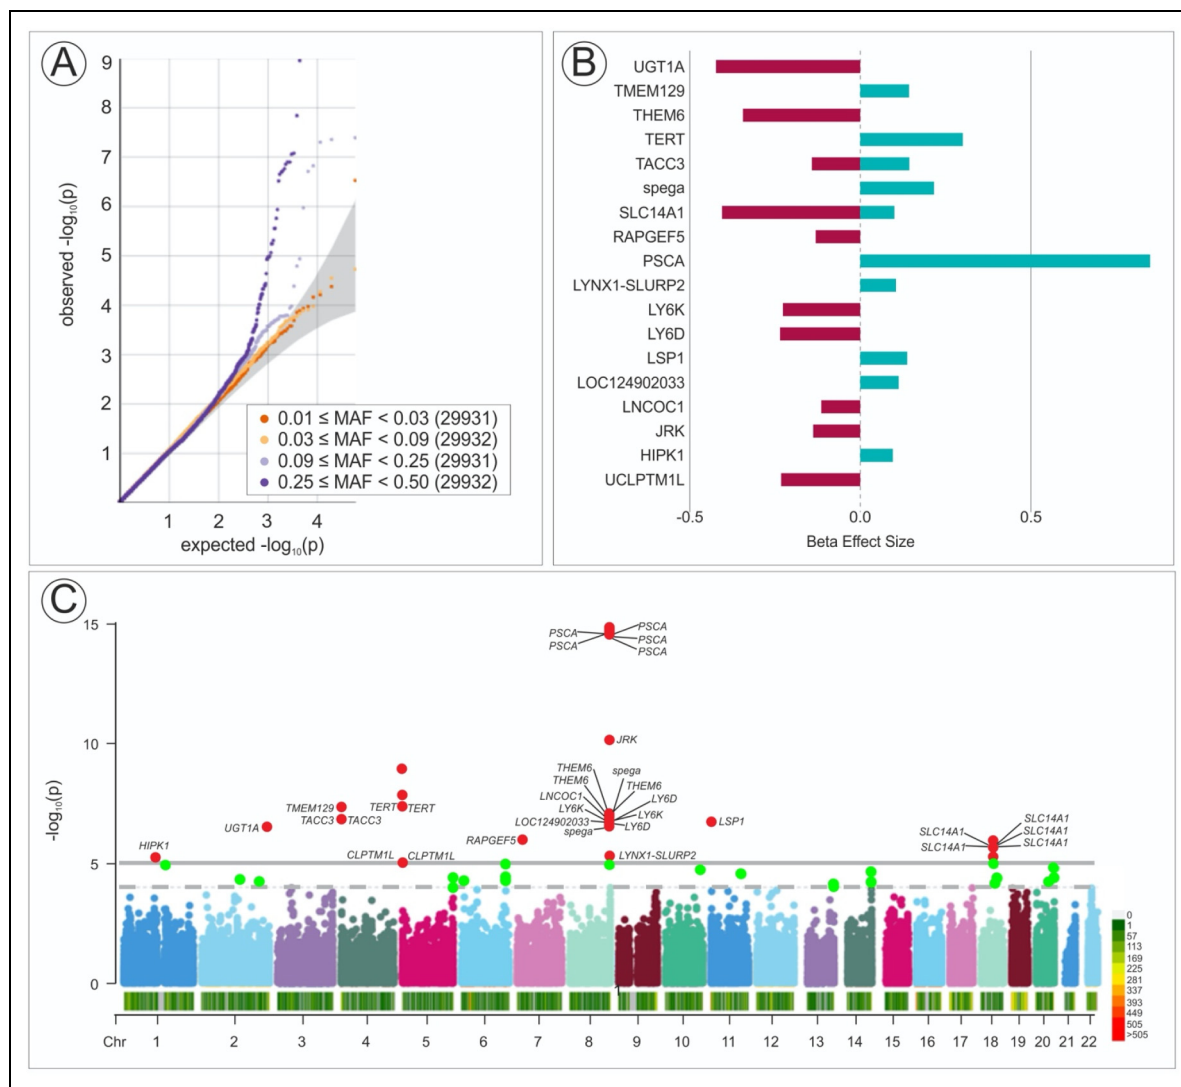 A
9
8
7
6
5
4
3
2
1
observed -log10(p)
0.01 ≤ MAF < 0.03 (29931)
0.03 ≤ MAF < 0.09 (29932)
0.09 ≤ MAF < 0.25 (29931)
0.25 ≤ MAF < 0.50 (29932)
1 2 3 4
expected -log10(p)
B
UGT1A
TMEM129
THEM6
TERT
TACC3
spega
SLC14A1
RAPGEF5
PSCA
LYNX1-SLURP2
LY6K
LY6D
LSP1
LOC124902033
LNCOC1
JRK
HIPK1
UCLPTM1L
-0.5 0.0 0.5
Beta Effect Size
C
-log10(p)
15
10
5
0
PSCA
PSCA
PSCA
PSCA
PSCA
JRK
THEM6
spega
THEM6
THEM6
LNCOC1
LY6D
LY6K
LY6K
LOC124902033
LY6D
spega
LYNX1-SLURP2
HIPK1
UGT1A
TMEM129
TACC3 TACC3
TERT TERT
CLPTM1L CLPTM1L
RAPGEF5
LSP1
SLC14A1
SLC14A1
SLC14A1
SLC14A1
SLC14A1
0
1
57
113
169
225
281
337
393
449
505
>505
Chr 1 2 3 4 5 6 7 8 9 10 11 12 13 14 15 16 17 18 19 20 21 22